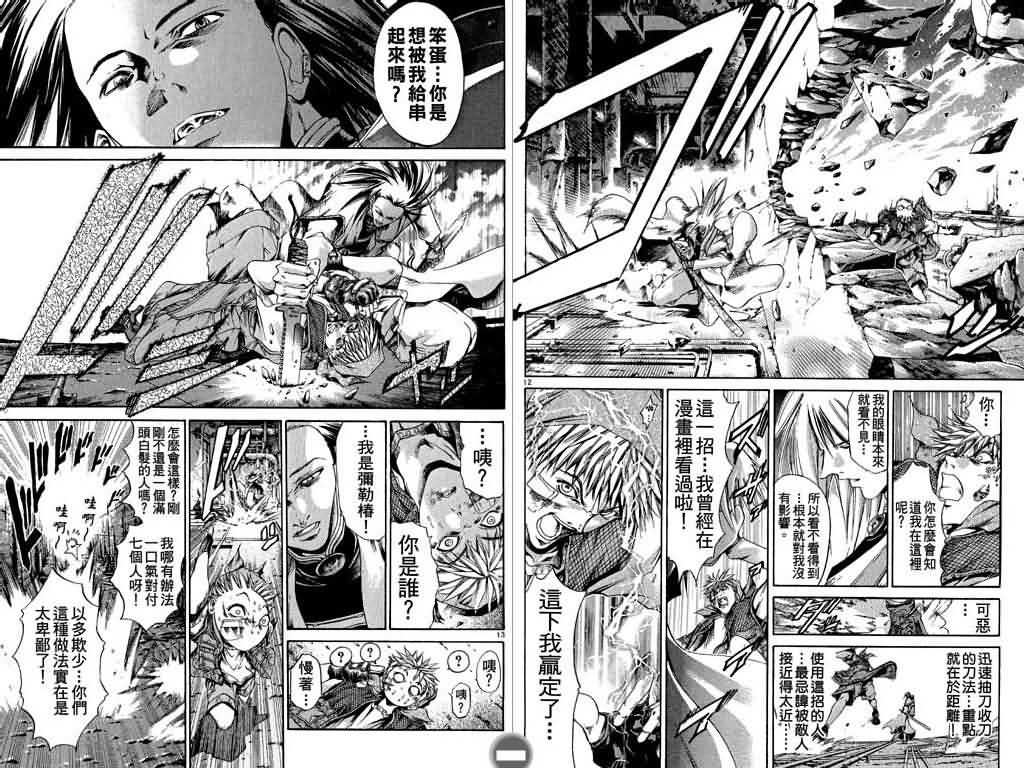 12
你…
你怎麼會知
道我在這裡
呢?
我的眼睛本來
就看不見…
所以看不看得到
…根本就對我沒
有影響。
可惡
…
迅速抽刀收刀
的刀法…重點
就在於距離!
使用這招的人
…最忌諱被敵人
接近得太近……
這一招…我曾經在
漫畫裡看過啦!
這下我贏定了…
笨蛋…你是
想被我給串
起來嗎?
…咦?
你是誰?
…我是彌勒椿!
13
咦?
?
咦?
?
?
?
慢著…
怎麼會這樣?剛
剛不還是一個滿
頭白髮的人嗎?
我哪有辦法
一口氣對付
七個人呀!
哇啊
哇啊
以多欺少…你們
這種做法實在是
太卑鄙了!